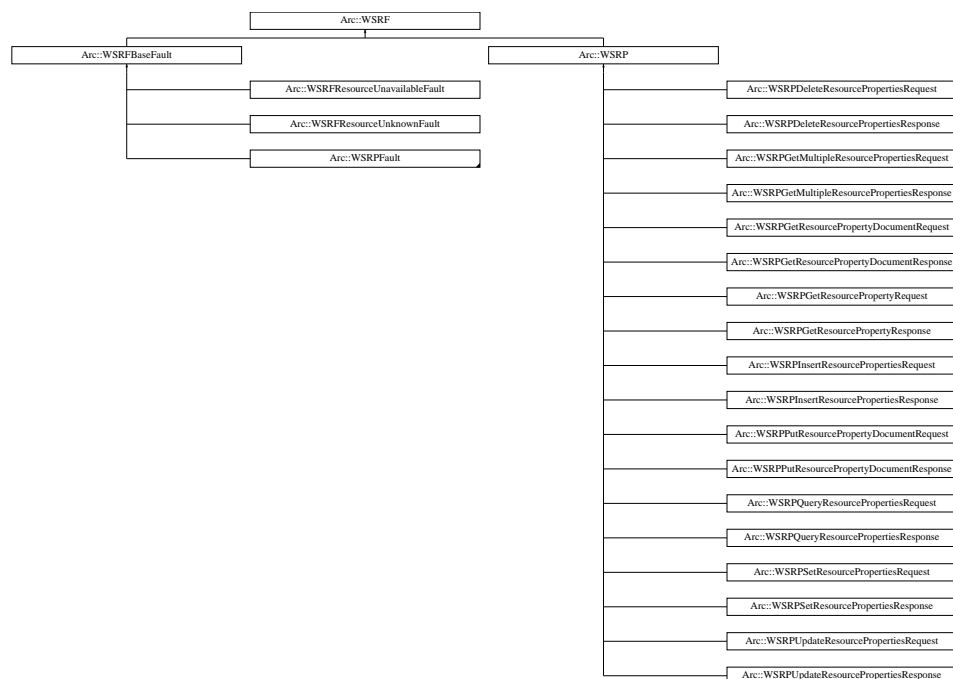 Arc::WSRF
Arc::WSRFBaseFault
Arc::WSRP
Arc::WSRFResourceUnavailableFault
Arc::WSRPDeleteResourcePropertiesRequest
Arc::WSRFResourceUnknownFault
Arc::WSRPDeleteResourcePropertiesResponse
Arc::WSRPFault
Arc::WSRPGetMultipleResourcePropertiesRequest
Arc::WSRPGetMultipleResourcePropertiesResponse
Arc::WSRPGetResourcePropertyDocumentRequest
Arc::WSRPGetResourcePropertyDocumentResponse
Arc::WSRPGetResourcePropertyRequest
Arc::WSRPGetResourcePropertyResponse
Arc::WSRPInsertResourcePropertiesRequest
Arc::WSRPInsertResourcePropertiesResponse
Arc::WSRPPutResourcePropertyDocumentRequest
Arc::WSRPPutResourcePropertyDocumentResponse
Arc::WSRPQueryResourcePropertiesRequest
Arc::WSRPQueryResourcePropertiesResponse
Arc::WSRPSetResourcePropertiesRequest
Arc::WSRPSetResourcePropertiesResponse
Arc::WSRPUpdateResourcePropertiesRequest
Arc::WSRPUpdateResourcePropertiesResponse